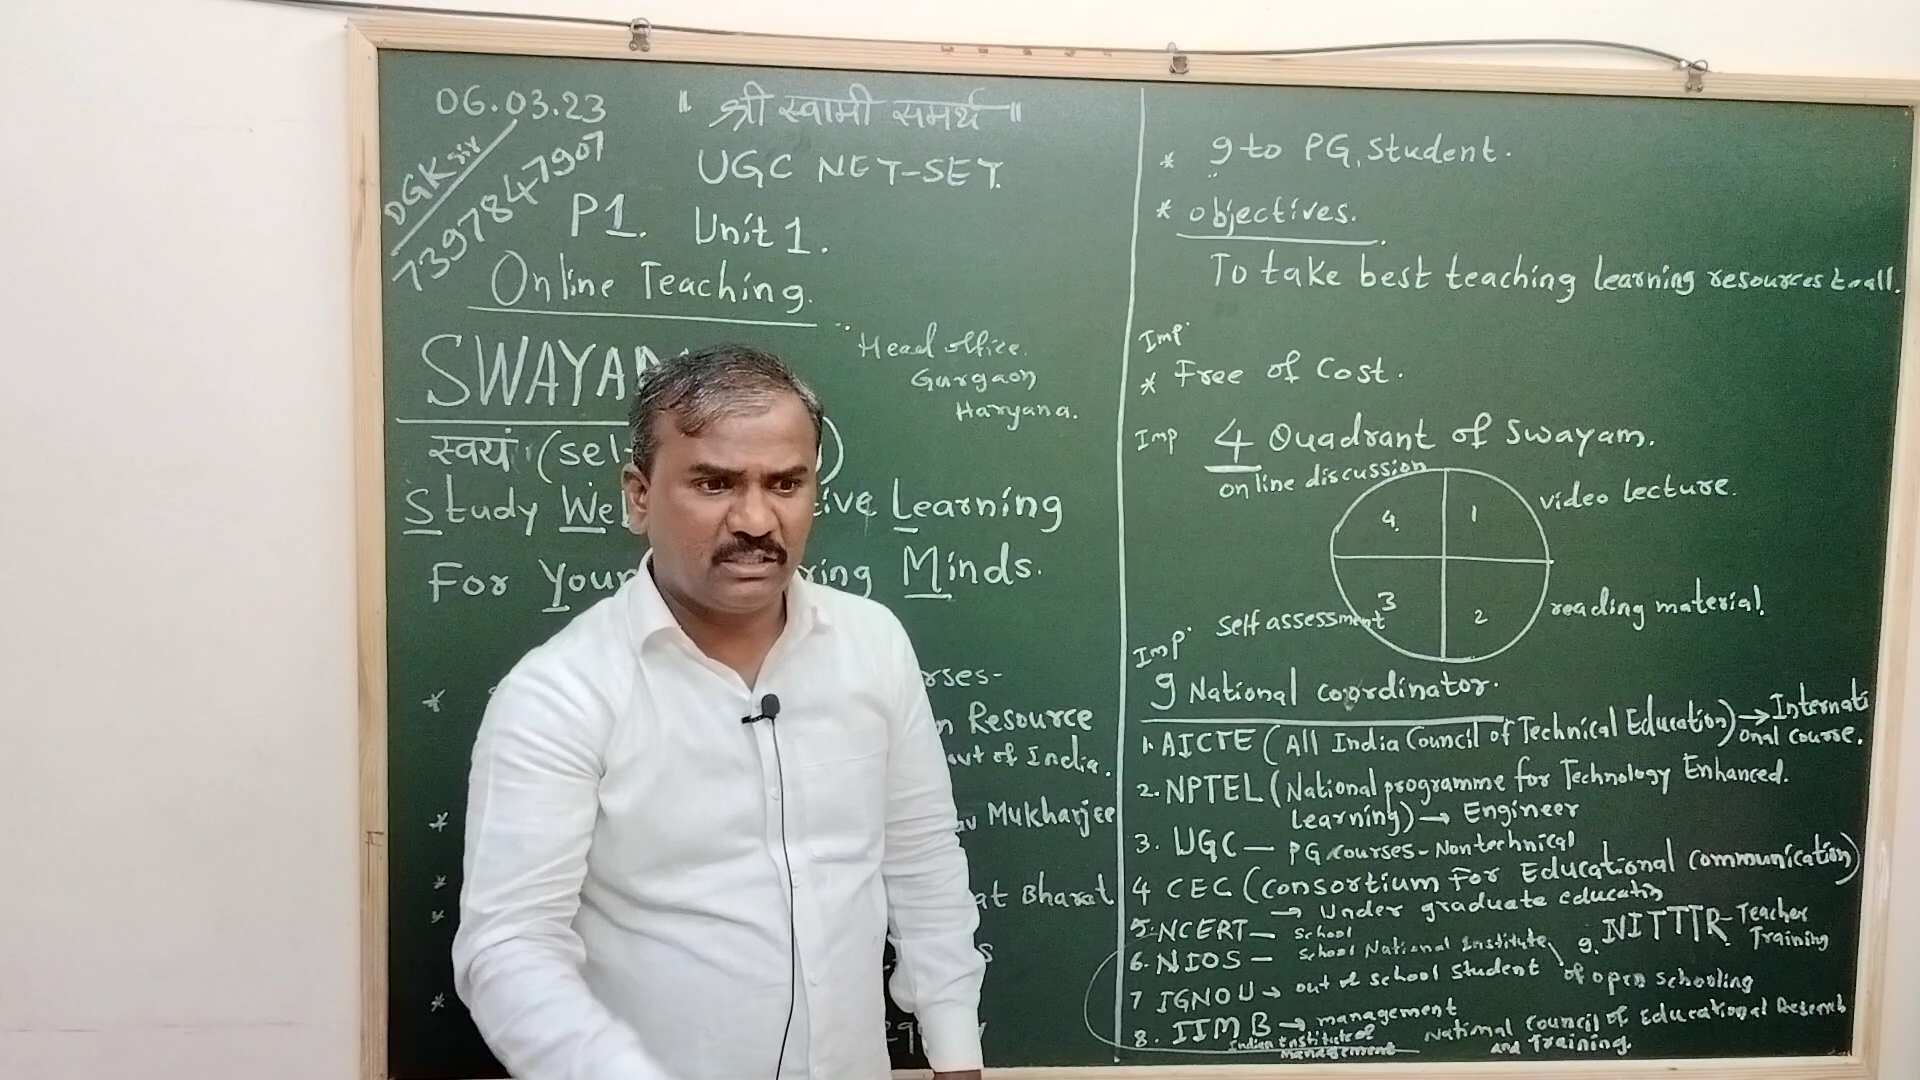 06.03.23
DGK sir
7397847907
" श्री स्वामी समर्थ "
UGC NET-SET.
P1. Unit 1.
Online Teaching.
SWAYA
Head office.
Gurgaon
Haryana.
स्वयं (sel
Study We ive Learning
For Youn ring Minds.
rses-
* n Resource
of India.
* Mukharjee
* at Bharat
*
*
* 9 to PG, Student.
* objectives.
To take best teaching learning resources to all.
Imp
* Free of Cost.
Imp 4 Quadrant of Swayam.
online discussion
4.
1
video lecture.
self assessment
3
2
reading material.
Imp
9 National coordinator.
1. AICTE (All India Council of Technical Education) → International course.
2. NPTEL (National programme for Technology Enhanced.
Learning) → Engineer
3. UGC — PG courses - Nontechnical
4 CEC (consortium For Educational communication)
→ Under graduate
5. NCERT — School
6. NIOS — School National Institute of open schooling
7 IGNOU → out of school student
8. IIM B → management
Indian Institute of
management
National Council of Educational Research
and Training.
9. NITTTR - Teacher
Training